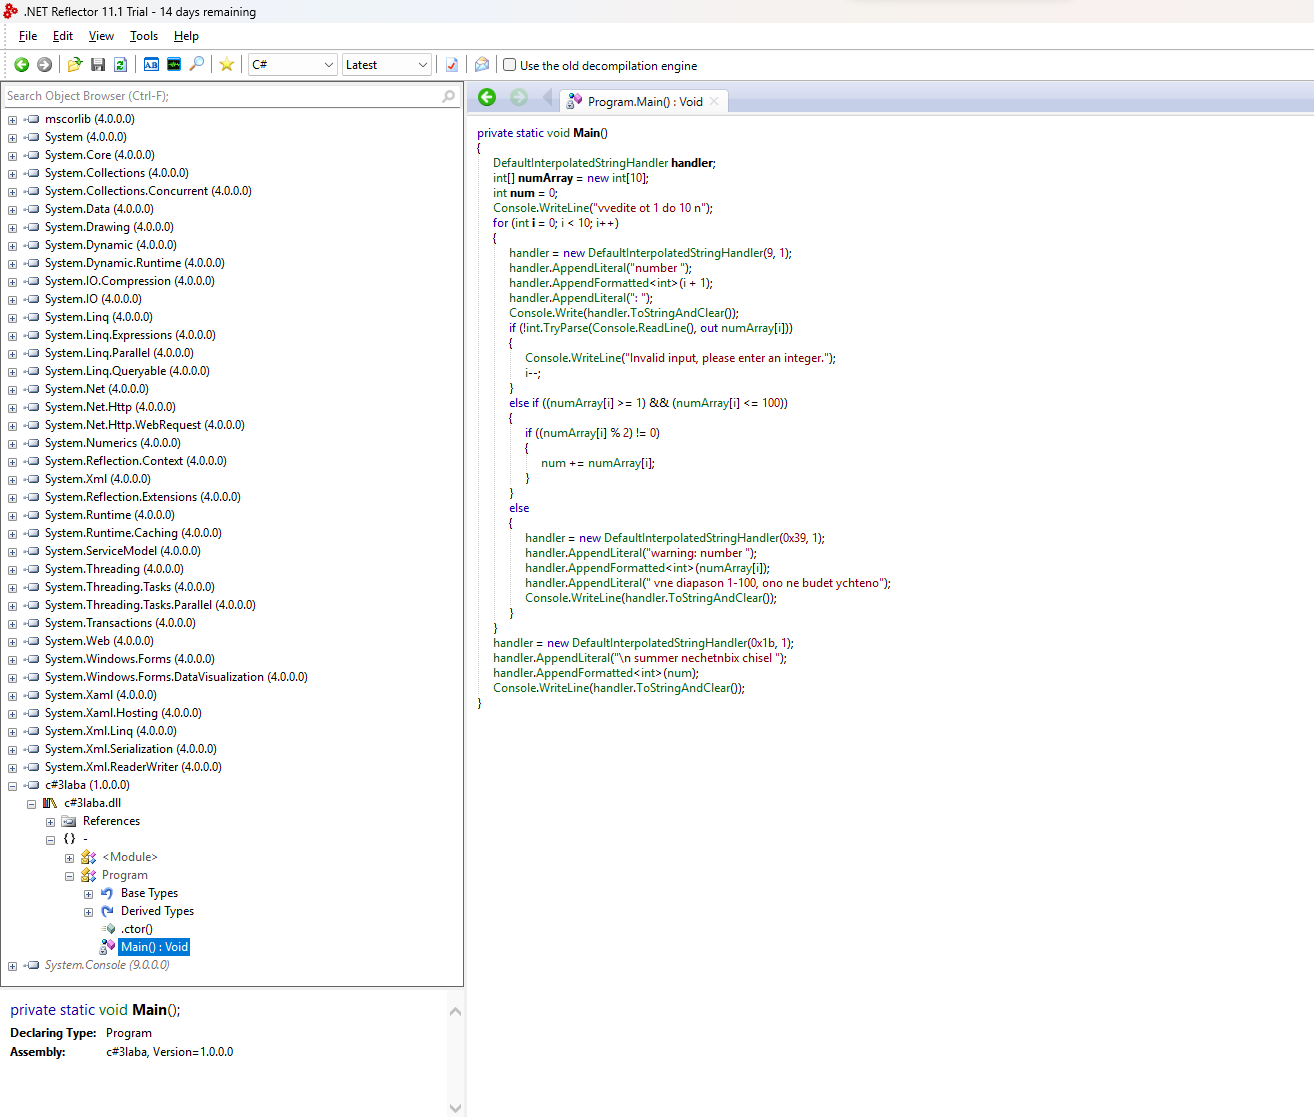 .NET Reflector 11.1 Trial - 14 days remaining
File Edit View Tools Help
C# Latest Use the old decompilation engine
Search Object Browser (Ctrl-F);
mscorlib (4.0.0.0)
System (4.0.0.0)
System.Core (4.0.0.0)
System.Collections (4.0.0.0)
System.Collections.Concurrent (4.0.0.0)
System.Data (4.0.0.0)
System.Drawing (4.0.0.0)
System.Dynamic (4.0.0.0)
System.Dynamic.Runtime (4.0.0.0)
System.IO.Compression (4.0.0.0)
System.IO (4.0.0.0)
System.Linq (4.0.0.0)
System.Linq.Expressions (4.0.0.0)
System.Linq.Parallel (4.0.0.0)
System.Linq.Queryable (4.0.0.0)
System.Net (4.0.0.0)
System.Net.Http (4.0.0.0)
System.Net.Http.WebRequest (4.0.0.0)
System.Numerics (4.0.0.0)
System.Reflection.Context (4.0.0.0)
System.Xml (4.0.0.0)
System.Reflection.Extensions (4.0.0.0)
System.Runtime (4.0.0.0)
System.Runtime.Caching (4.0.0.0)
System.ServiceModel (4.0.0.0)
System.Threading (4.0.0.0)
System.Threading.Tasks (4.0.0.0)
System.Threading.Tasks.Parallel (4.0.0.0)
System.Transactions (4.0.0.0)
System.Web (4.0.0.0)
System.Windows.Forms (4.0.0.0)
System.Windows.Forms.DataVisualization (4.0.0.0)
System.Xaml (4.0.0.0)
System.Xaml.Hosting (4.0.0.0)
System.Xml.Linq (4.0.0.0)
System.Xml.Serialization (4.0.0.0)
System.Xml.ReaderWriter (4.0.0.0)
c#3laba (1.0.0.0)
c#3laba.dll
References
{} -
<Module>
Program
Base Types
Derived Types
.ctor()
Main() : Void
System.Console (9.0.0.0)
private static void Main();
Declaring Type: Program
Assembly: c#3laba, Version=1.0.0.0
Program.Main() : Void
private static void Main()
{
DefaultInterpolatedStringHandler handler;
int[] numArray = new int[10];
int num = 0;
Console.WriteLine("vvedite ot 1 do 10 n");
for (int i = 0; i < 10; i++)
{
handler = new DefaultInterpolatedStringHandler(9, 1);
handler.AppendLiteral("number ");
handler.AppendFormatted<int>(i + 1);
handler.AppendLiteral(": ");
Console.Write(handler.ToStringAndClear());
if (!int.TryParse(Console.ReadLine(), out numArray[i]))
{
Console.WriteLine("Invalid input, please enter an integer.");
i--;
}
else if ((numArray[i] >= 1) && (numArray[i] <= 100))
{
if ((numArray[i] % 2) != 0)
{
num += numArray[i];
}
}
else
{
handler = new DefaultInterpolatedStringHandler(0x39, 1);
handler.AppendLiteral("warning: number ");
handler.AppendFormatted<int>(numArray[i]);
handler.AppendLiteral(" vne diapason 1-100, ono ne budet ychteno");
Console.WriteLine(handler.ToStringAndClear());
}
}
handler = new DefaultInterpolatedStringHandler(0x1b, 1);
handler.AppendLiteral("\n summer nechetnbix chisel ");
handler.AppendFormatted<int>(num);
Console.WriteLine(handler.ToStringAndClear());
}